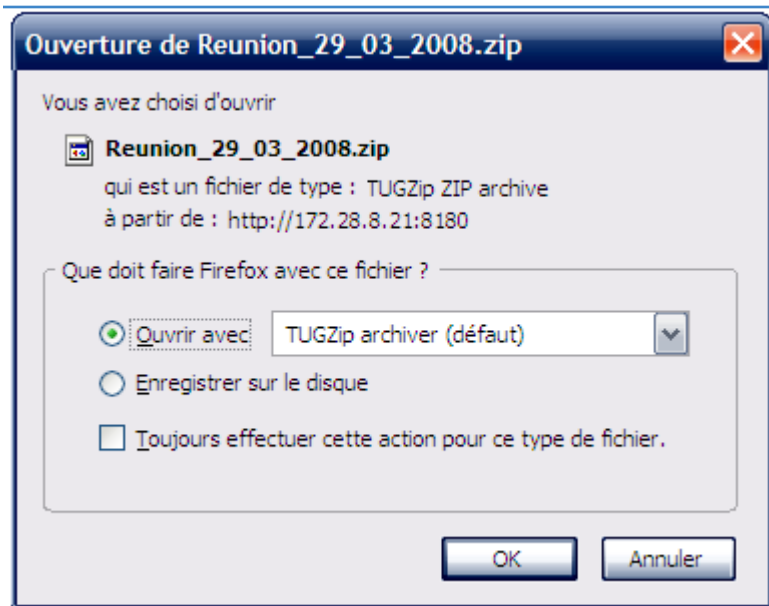 Ouverture de Reunion_29_03_2008.zip
Vous avez choisi d'ouvrir
Reunion_29_03_2008.zip
qui est un fichier de type : TUGZip ZIP archive
à partir de : http://172.28.8.21:8180
Que doit faire Firefox avec ce fichier ?
Ouvrir avec TUGZip archiver (défaut)
Enregistrer sur le disque
Toujours effectuer cette action pour ce type de fichier.
OK Annuler